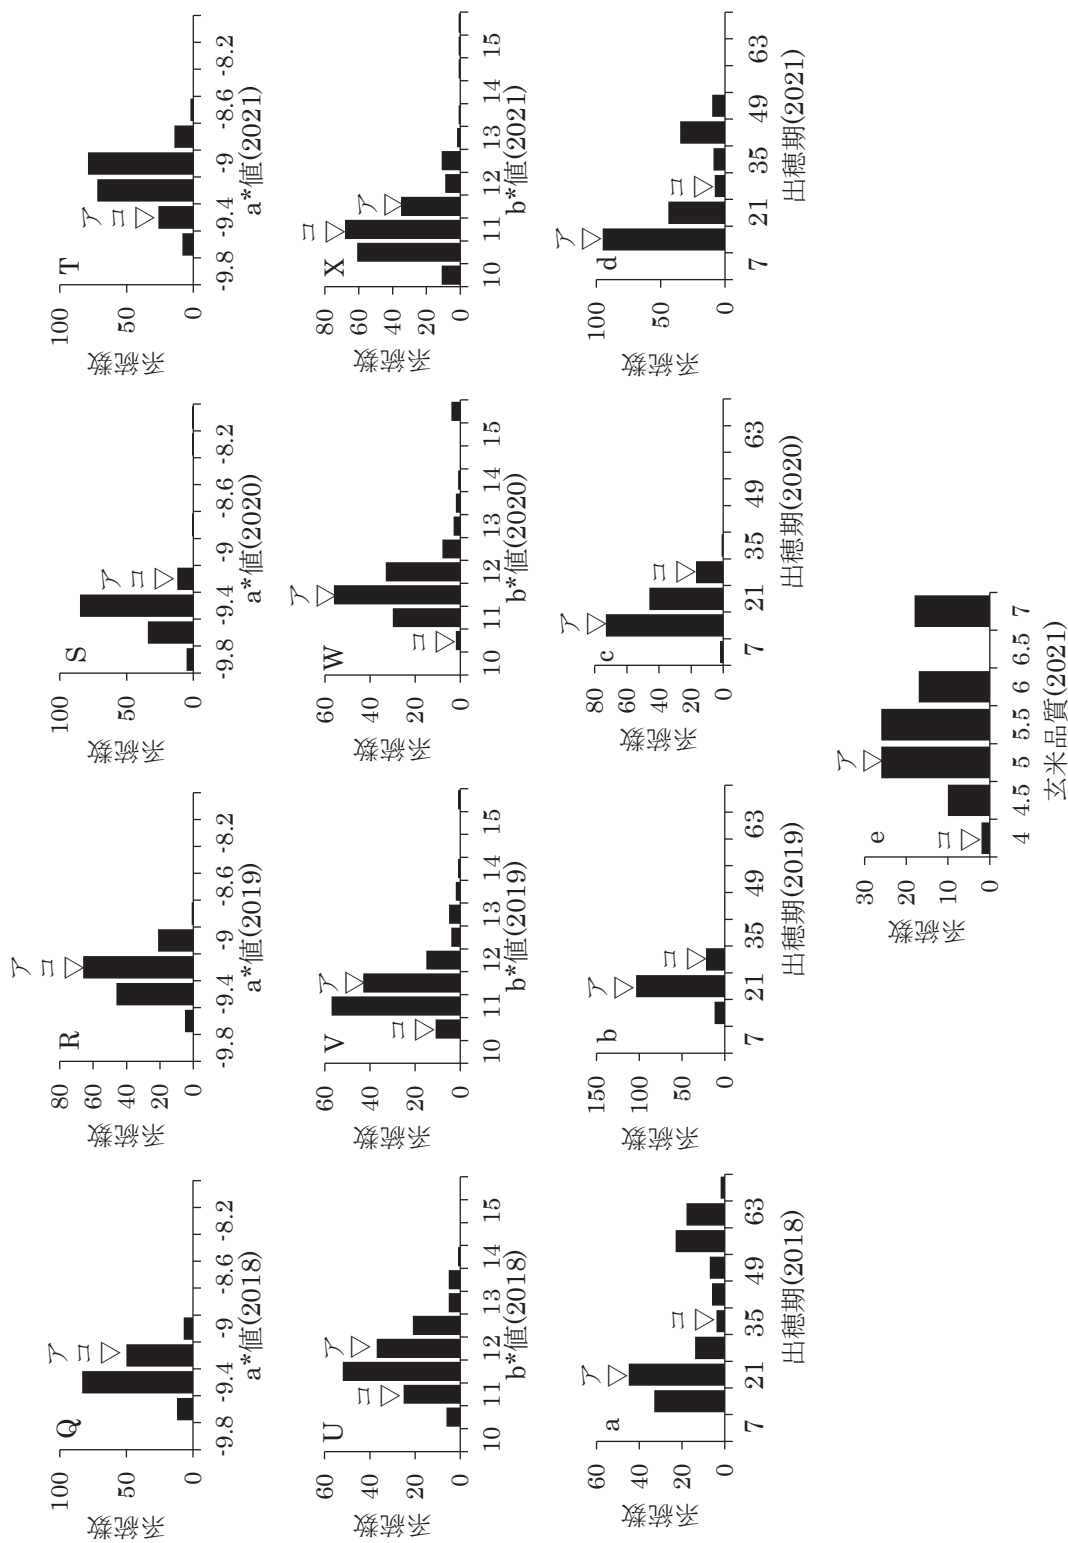 Q
系統数
100
50
0
ア
コ
-9.8
-9.4
-9
-8.6
-8.2
a*値(2018)
R
系統数
80
60
40
20
0
ア
コ
-9.8
-9.4
-9
-8.6
-8.2
a*値(2019)
S
系統数
100
50
0
ア
コ
-9.8
-9.4
-9
-8.6
-8.2
a*値(2020)
T
系統数
100
50
0
ア
コ
-9.8
-9.4
-9
-8.6
-8.2
a*値(2021)
U
系統数
60
40
20
0
コ
ア
10
11
12
13
14
15
b*値(2018)
V
系統数
60
40
20
0
コ
ア
10
11
12
13
14
15
b*値(2019)
W
系統数
60
40
20
0
コ
ア
10
11
12
13
14
15
b*値(2020)
X
系統数
80
60
40
20
0
コ
ア
10
11
12
13
14
15
b*値(2021)
a
系統数
60
40
20
0
ア
コ
7
21
35
49
63
出穂期(2018)
b
系統数
150
100
50
0
ア
コ
7
21
35
49
63
出穂期(2019)
c
系統数
80
60
40
20
0
ア
コ
7
21
35
49
63
出穂期(2020)
d
系統数
100
50
0
ア
コ
7
21
35
49
63
出穂期(2021)
e
系統数
30
20
10
0
コ
ア
4
4.5
5
5.5
6
6.5
7
玄米品質(2021)